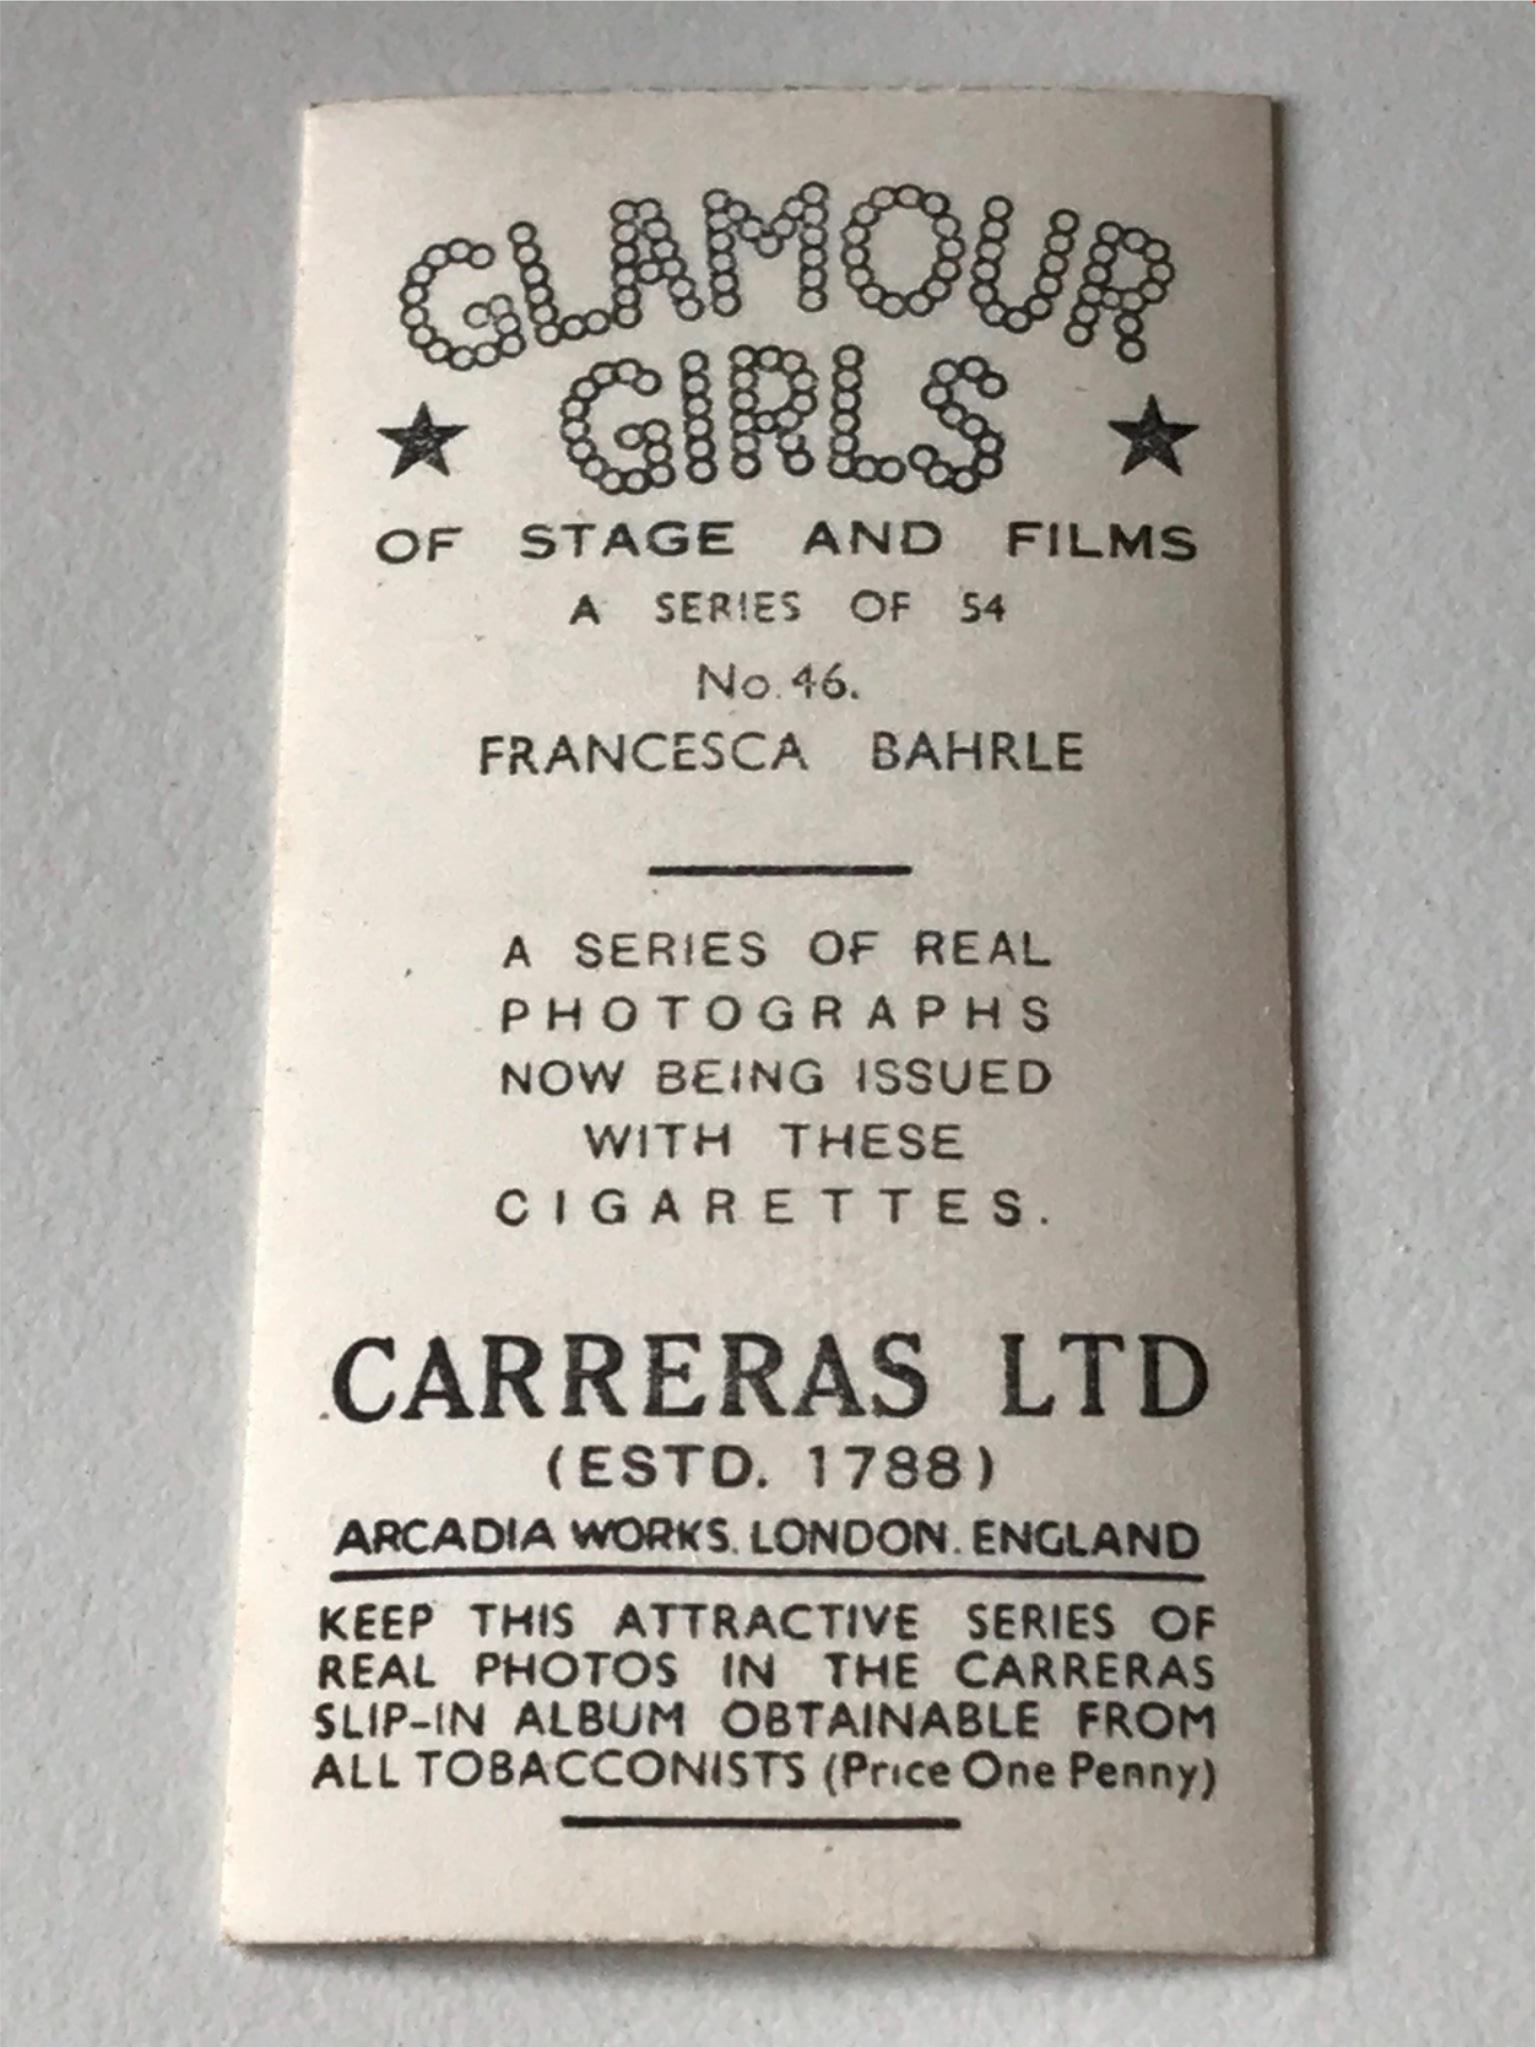 GLAMOUR
GIRLS
OF STAGE AND FILMS
A SERIES OF 54
No. 46.
FRANCESCA BAHRLE
A SERIES OF REAL
PHOTOGRAPHS
NOW BEING ISSUED
WITH THESE
CIGARETTES.
CARRERAS LTD
(ESTD. 1788)
ARCADIA WORKS. LONDON. ENGLAND
KEEP THIS ATTRACTIVE SERIES OF
REAL PHOTOS IN THE CARRERAS
SLIP-IN ALBUM OBTAINABLE FROM
ALL TOBACCONISTS (Price One Penny)